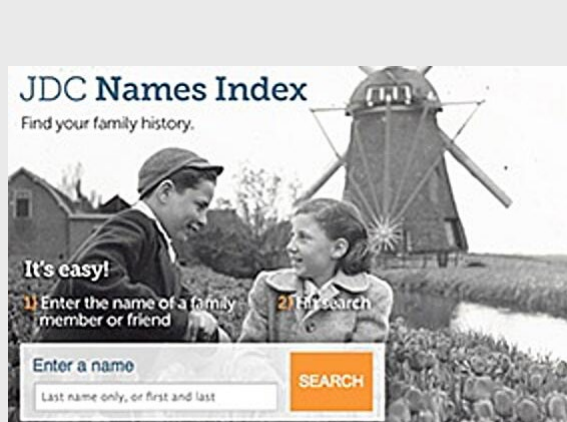 JDC Names Index
Find your family history.
It's easy!
1) Enter the name of a family member or friend
2) Hit search
Enter a name
Last name only, or first and last
SEARCH